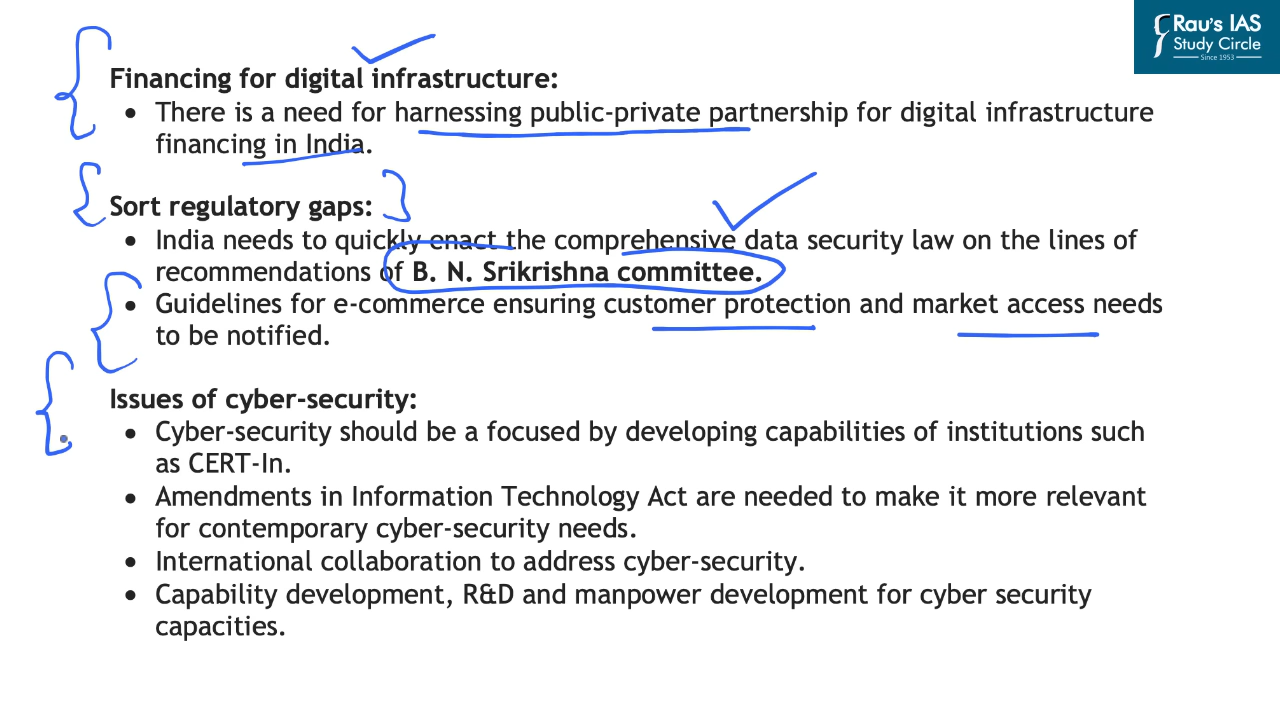 Rau's IAS
Study Circle
Since 1953
Financing for digital infrastructure:
• There is a need for harnessing public-private partnership for digital infrastructure
financing in India.
Sort regulatory gaps:
• India needs to quickly enact the comprehensive data security law on the lines of
recommendations of B. N. Srikrishna committee.
• Guidelines for e-commerce ensuring customer protection and market access needs
to be notified.
Issues of cyber-security:
• Cyber-security should be a focused by developing capabilities of institutions such
as CERT-In.
• Amendments in Information Technology Act are needed to make it more relevant
for contemporary cyber-security needs.
• International collaboration to address cyber-security.
• Capability development, R&D and manpower development for cyber security
capacities.